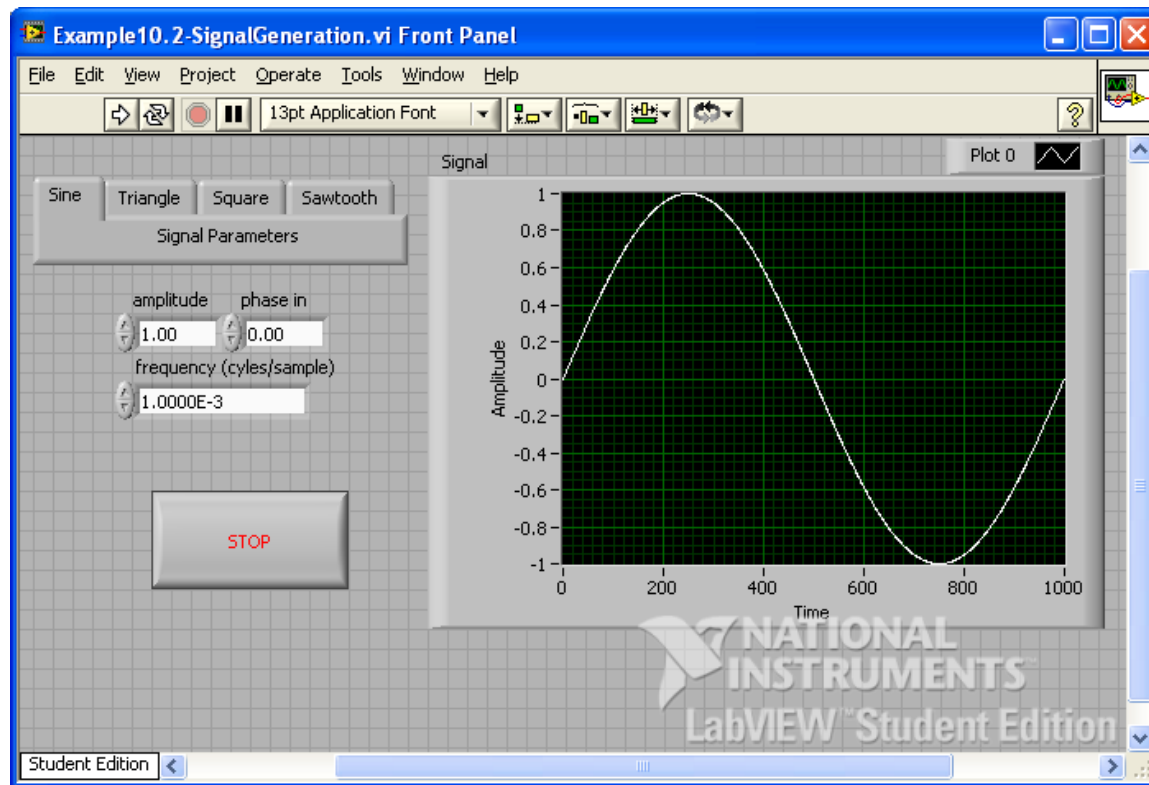 Example10.2-SignalGeneration.vi Front Panel
File Edit View Project Operate Tools Window Help
13pt Application Font
Signal
Plot 0
Sine Triangle Square Sawtooth
Signal Parameters
amplitude phase in
1.00 0.00
frequency (cyles/sample)
1.0000E-3
STOP
Amplitude
1
0.8
0.6
0.4
0.2
0
-0.2
-0.4
-0.6
-0.8
-1
0 200 400 600 800 1000
Time
NATIONAL
INSTRUMENTS™
LabVIEW™ Student Edition
Student Edition